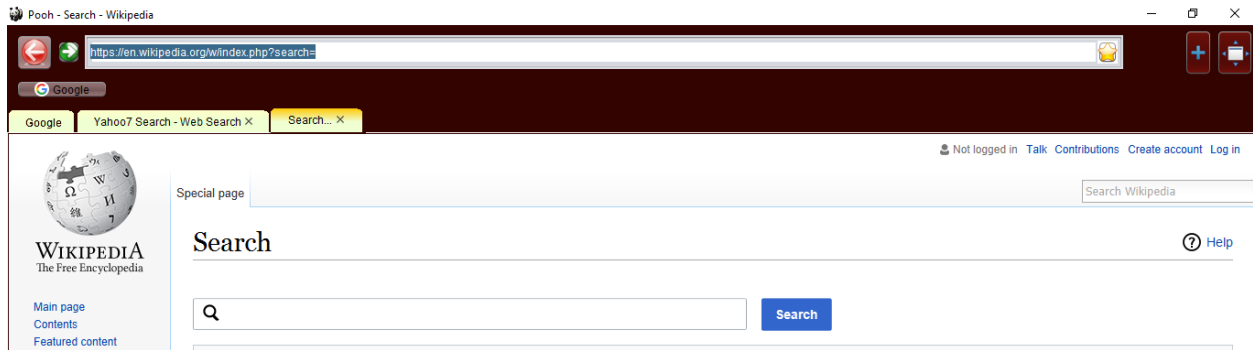 Pooh - Search - Wikipedia
https://en.wikipedia.org/w/index.php?search=
Google
Google
Yahoo7 Search - Web Search
Search...
Not logged in Talk Contributions Create account Log in
Special page
Search Wikipedia
Search
Help
WIKIPEDIA
The Free Encyclopedia
Search
Main page
Contents
Featured content